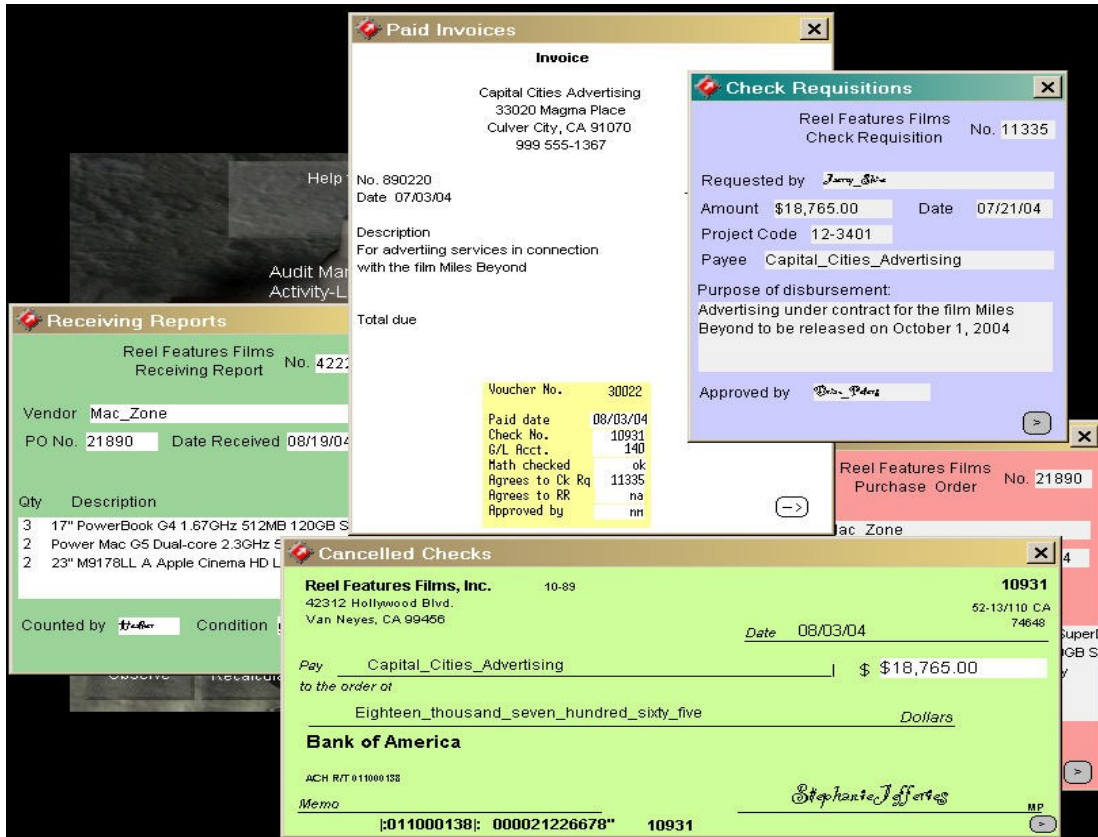 Paid Invoices
Invoice
Capital Cities Advertising
33020 Magma Place
Culver City, CA 91070
999 555-1367
No. 890220
Date 07/03/04
Description
For advertiing services in connection
with the film Miles Beyond
Total due
Voucher No. 30022
Paid date 08/03/04
Check No. 10931
G/L Acct. 140
Math checked ok
Agrees to Ck Rq 11335
Agrees to RR na
Approved by nm
->
Check Requisitions
Reel Features Films
Check Requisition No. 11335
Requested by
Amount $18,765.00 Date 07/21/04
Project Code 12-3401
Payee Capital_Cities_Advertising
Purpose of disbursement:
Advertising under contract for the film Miles
Beyond to be released on October 1, 2004
Approved by
>
Help
Audit Mar
Activity-L
Receiving Reports
Reel Features Films
Receiving Report No. 4222
Vendor Mac_Zone
PO No. 21890 Date Received 08/19/04
Qty Description
3 17" PowerBook G4 1.67GHz 512MB 120GB S
2 Power Mac G5 Dual-core 2.3GHz 5
2 23" M9178LL A Apple Cinema HD L
Counted by Condition
Observe Recalcula
Reel Features Films
Purchase Order No. 21890
Mac_Zone
4
SuperD
GB S
y
>
Cancelled Checks
Reel Features Films, Inc. 10-89 10931
42312 Hollywood Blvd. 52-13/110 CA
Van Neyes, CA 99456 74648
Date 08/03/04
Pay Capital_Cities_Advertising $ $18,765.00
to the order of
Eighteen_thousand_seven_hundred_sixty_five Dollars
Bank of America
ACH R/T 011000138
Memo StephanieJefferies
MP
|:011000138|: 000021226678" 10931
>